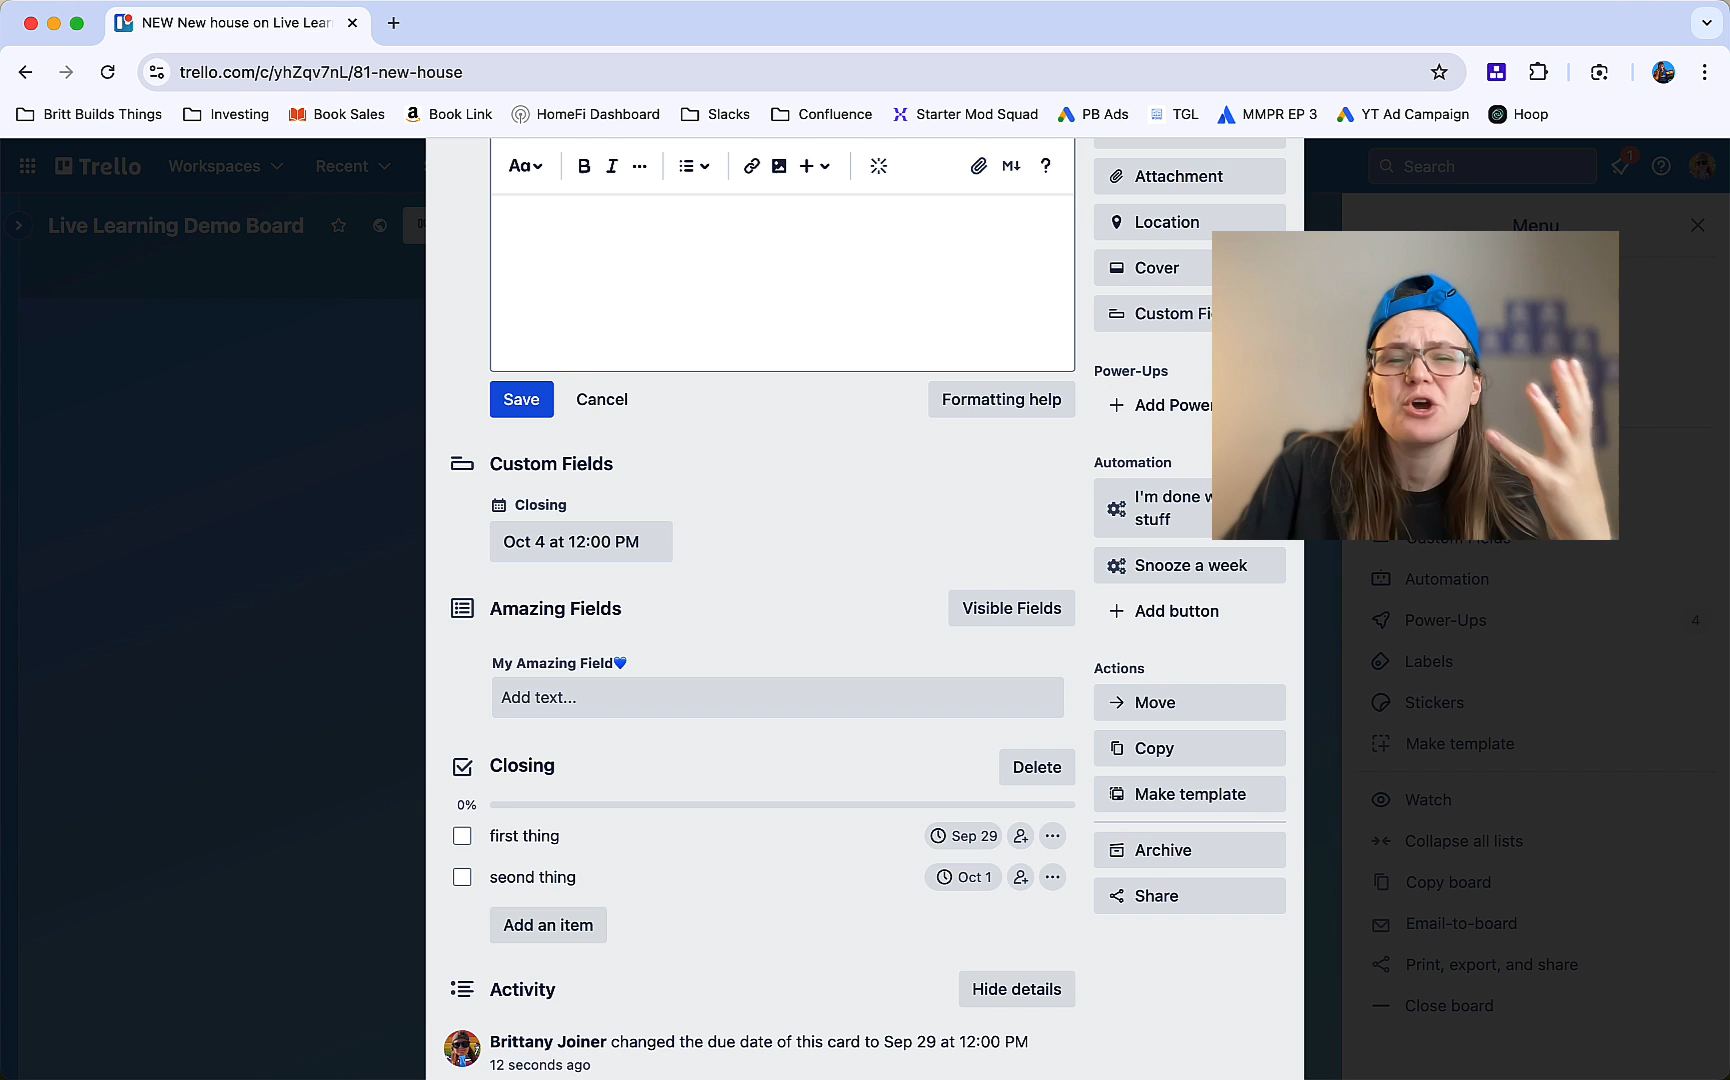 NEW New house on Live Lear
trello.com/c/yhZqv7nL/81-new-house
Britt Builds Things
Investing
Book Sales
Book Link
HomeFi Dashboard
Slacks
Confluence
Starter Mod Squad
PB Ads
TGL
MMPR EP 3
YT Ad Campaign
Hoop
Trello
Workspaces
Recent
Search
1
Live Learning Demo Board
Menu
Aa
B I
M↓ ?
Save
Cancel
Formatting help
Custom Fields
Closing
Oct 4 at 12:00 PM
Amazing Fields
Visible Fields
My Amazing Field💙
Add text...
Closing
Delete
0%
first thing
Sep 29
seond thing
Oct 1
Add an item
Activity
Hide details
Brittany Joiner changed the due date of this card to Sep 29 at 12:00 PM
12 seconds ago
Attachment
Location
Cover
Custom Fi
Power-Ups
Add Power
Automation
I'm done w
stuff
Snooze a week
Add button
Actions
Move
Copy
Make template
Archive
Share
Custom Fields
Automation
Power-Ups
4
Labels
Stickers
Make template
Watch
Collapse all lists
Copy board
Email-to-board
Print, export, and share
Close board